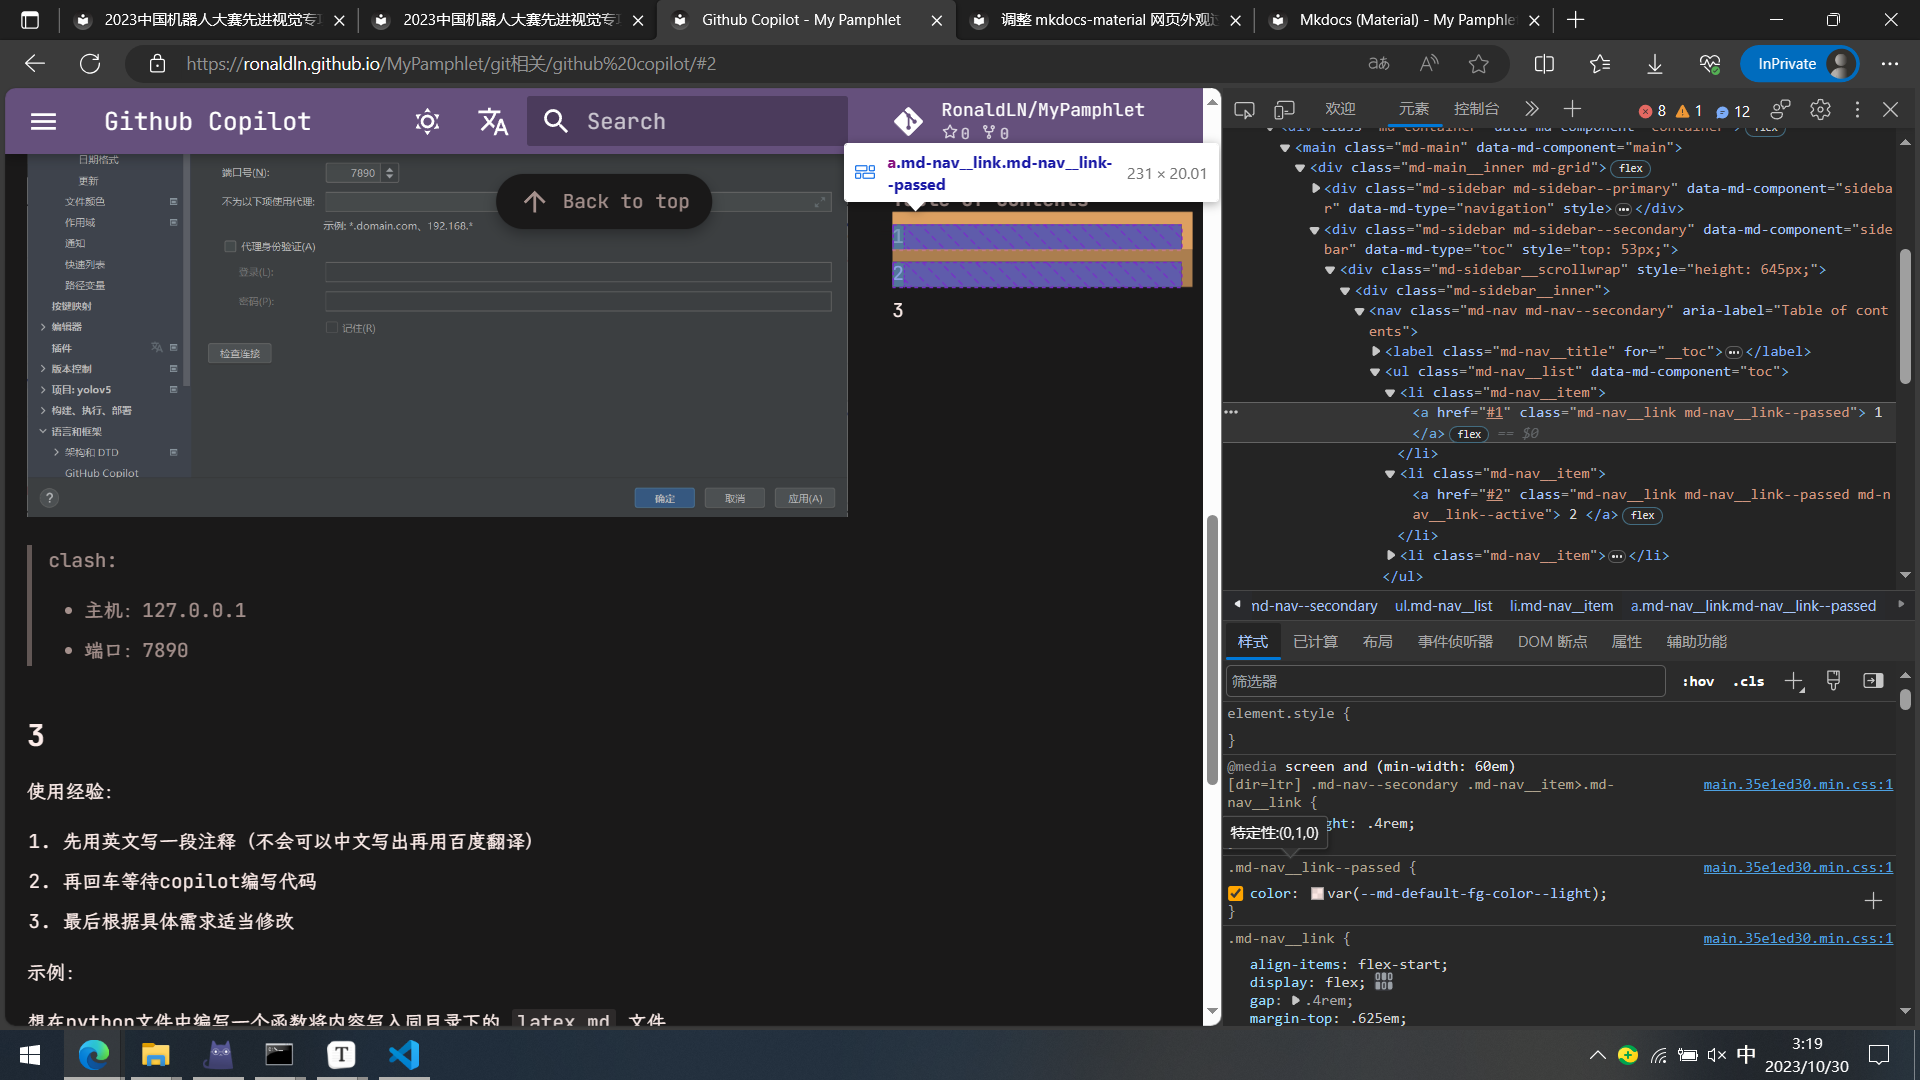 2023中国机器人大赛先进视觉专项
2023中国机器人大赛先进视觉专项
Github Copilot - My Pamphlet
调整 mkdocs-material 网页外观过
Mkdocs (Material) - My Pamphlet
https://ronaldln.github.io/MyPamphlet/git相关/github%20copilot/#2
InPrivate
Github Copilot
Search
RonaldLN/MyPamphlet
0 0
日期格式
更新
文件颜色
作用域
通知
快速列表
路径变量
按键映射
编辑器
插件
版本控制
项目: yolov5
构建、执行、部署
语言和框架
架构和 DTD
GitHub Copilot
端口号(N):
7890
不为以下项使用代理:
示例: *.domain.com、192.168.*
代理身份验证(A)
登录(L):
密码(P):
记住(R)
检查连接
?
确定
取消
应用(A)
Back to top
a.md-nav__link.md-nav__link-
-passed
231 × 20.01
Table of contents
1
2
3
clash:
• 主机: 127.0.0.1
• 端口: 7890
3
使用经验:
1. 先用英文写一段注释 (不会可以中文写出再用百度翻译)
2. 再回车等待copilot编写代码
3. 最后根据具体需求适当修改
示例:
想在python文件中编写一个函数将内容写入同目录下的 latex.md 文件
欢迎
元素
控制台
8
1
12
<div class="md-container" data-md-component="container"> flex
<main class="md-main" data-md-component="main">
<div class="md-main__inner md-grid"> flex
<div class="md-sidebar md-sidebar--primary" data-md-component="sideba
r" data-md-type="navigation" style>…</div>
<div class="md-sidebar md-sidebar--secondary" data-md-component="side
bar" data-md-type="toc" style="top: 53px;">
<div class="md-sidebar__scrollwrap" style="height: 645px;">
<div class="md-sidebar__inner">
<nav class="md-nav md-nav--secondary" aria-label="Table of cont
ents">
<label class="md-nav__title" for="__toc">…</label>
<ul class="md-nav__list" data-md-component="toc">
<li class="md-nav__item">
<a href="#1" class="md-nav__link md-nav__link--passed"> 1
</a> flex == $0
</li>
<li class="md-nav__item">
<a href="#2" class="md-nav__link md-nav__link--passed md-n
av__link--active"> 2 </a> flex
</li>
<li class="md-nav__item">…</li>
</ul>
nd-nav--secondary ul.md-nav__list li.md-nav__item a.md-nav__link.md-nav__link--passed
样式 已计算 布局 事件侦听器 DOM 断点 属性 辅助功能
筛选器
:hov .cls
element.style {
}
@media screen and (min-width: 60em)
[dir=ltr] .md-nav--secondary .md-nav__item>.md-
nav__link {
main.35e1ed30.min.css:1
ght: .4rem;
特定性:(0,1,0)
.md-nav__link--passed {
main.35e1ed30.min.css:1
color: var(--md-default-fg-color--light);
}
.md-nav__link {
main.35e1ed30.min.css:1
align-items: flex-start;
display: flex;
gap: .4rem;
margin-top: .625em;
中
3:19
2023/10/30